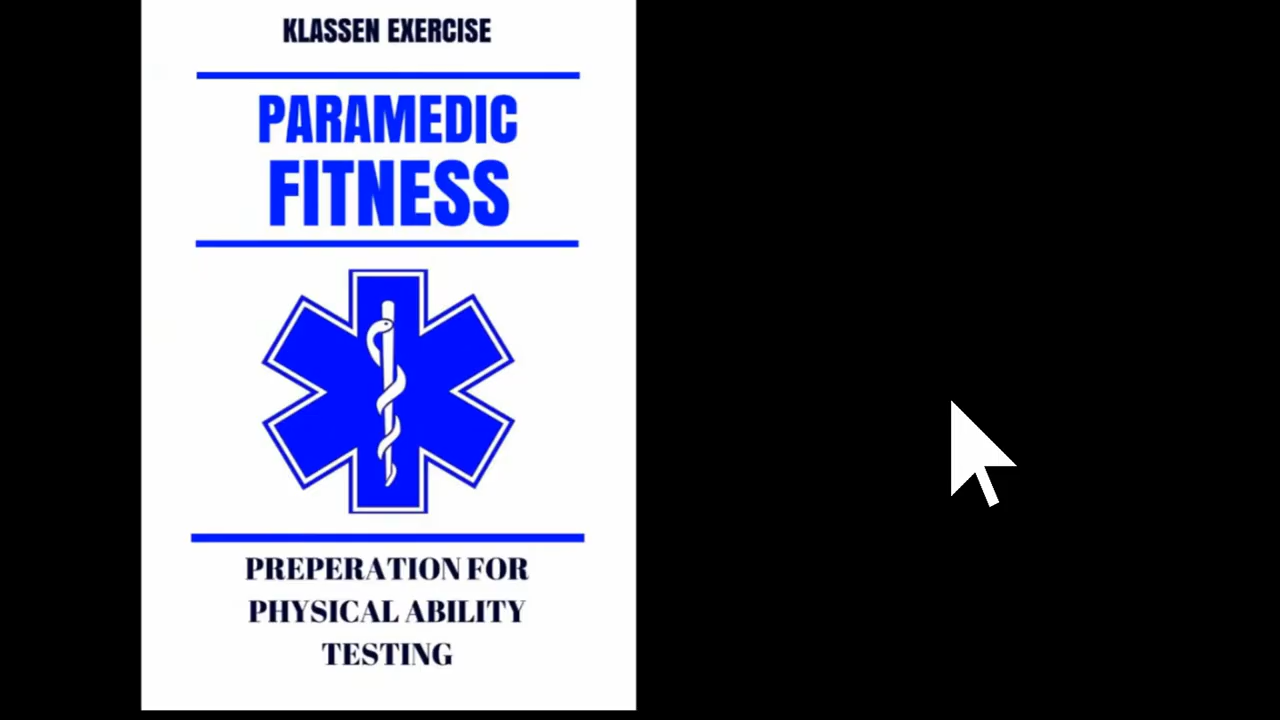 KLASSEN EXERCISE
PARAMEDIC
FITNESS
PREPERATION FOR
PHYSICAL ABILITY
TESTING